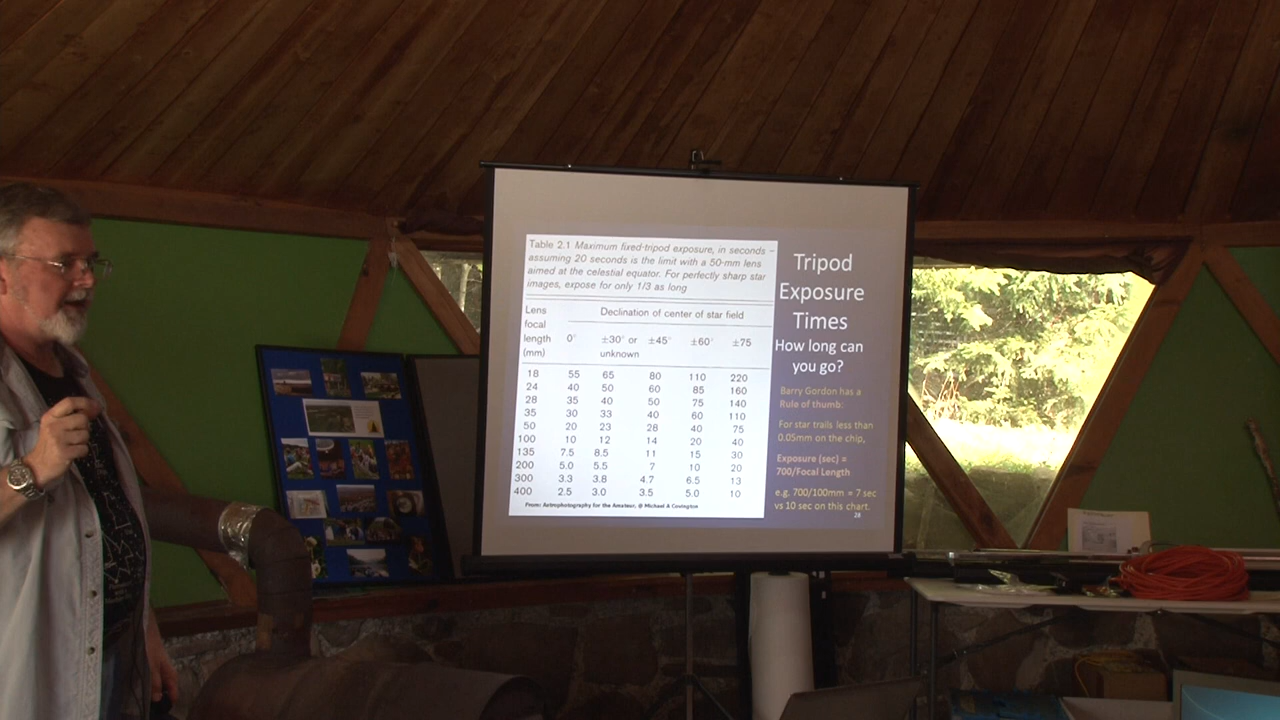 Table 2.1 Maximum fixed-tripod exposure, in seconds –
assuming 20 seconds is the limit with a 50-mm lens
aimed at the celestial equator. For perfectly sharp star
images, expose for only 1/3 as long
Lens focal length (mm)
Declination of center of star field
0° ±30° or unknown ±45° ±60° ±75
18 55 65 80 110 220
24 40 50 60 85 160
28 35 40 50 75 140
35 30 33 40 60 110
50 20 23 28 40 75
100 10 12 14 20 40
135 7.5 8.5 11 15 30
200 5.0 5.5 7 10 20
300 3.3 3.8 4.7 6.5 13
400 2.5 3.0 3.5 5.0 10
From: Astrophotography for the Amateur, @ Michael A Covington
Tripod
Exposure
Times
How long can
you go?
Barry Gordon has a
Rule of thumb:
For star trails less than
0.05mm on the chip,
Exposure (sec) =
700/Focal Length
e.g. 700/100mm = 7 sec
vs 10 sec on this chart.
28